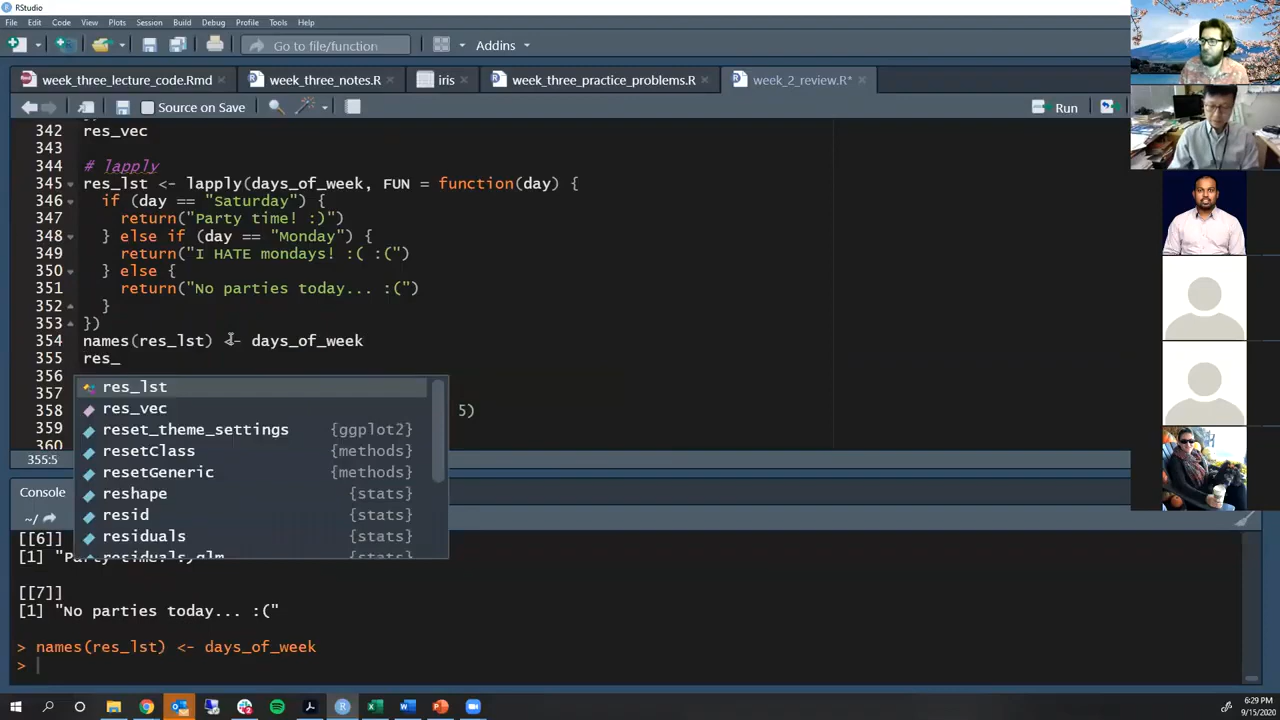 RStudio
File Edit Code View Plots Session Build Debug Profile Tools Help
Go to file/function Addins
week_three_lecture_code.Rmd week_three_notes.R iris week_three_practice_problems.R week_2_review.R*
Source on Save Run
342 res_vec
343
344 # lapply
345 res_lst <- lapply(days_of_week, FUN = function(day) {
346 if (day == "Saturday") {
347 return("Party time! :)")
348 } else if (day == "Monday") {
349 return("I HATE mondays! :( :(")
350 } else {
351 return("No parties today... :(")
352 }
353 })
354 names(res_lst) <- days_of_week
355 res_
356
357 res_lst
358 5)
359 res_vec
360 reset_theme_settings {ggplot2}
resetClass {methods}
355:5
resetGeneric {methods}
Console reshape {stats}
~/ resid {stats}
[[6]] residuals {stats}
[1] "Party time! :)" residuals.glm {stats}
[[7]]
[1] "No parties today... :("
> names(res_lst) <- days_of_week
>
6:29 PM
9/15/2020